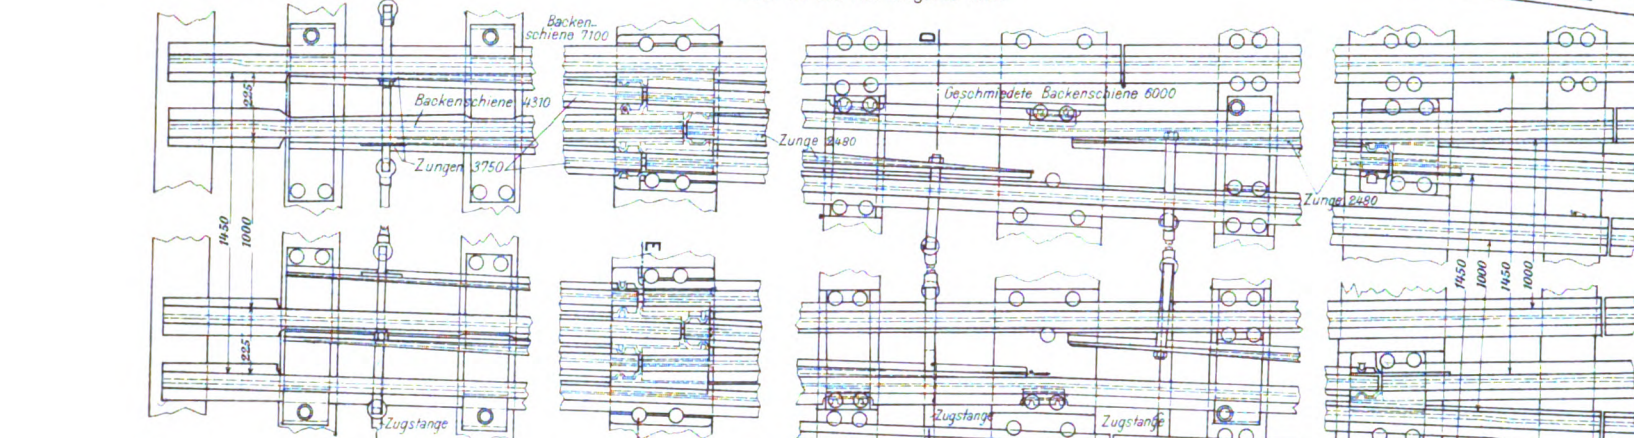 Backen-
schiene 7100
D
225
Backenschiene 4310
Geschmiedete Backenschiene 6000
Zunge 2480
Zungen 3750
Zunge 2480
1450
1000
E
1450
1000
1450
1000
225
Zugstange
Zugstange
Zugstange